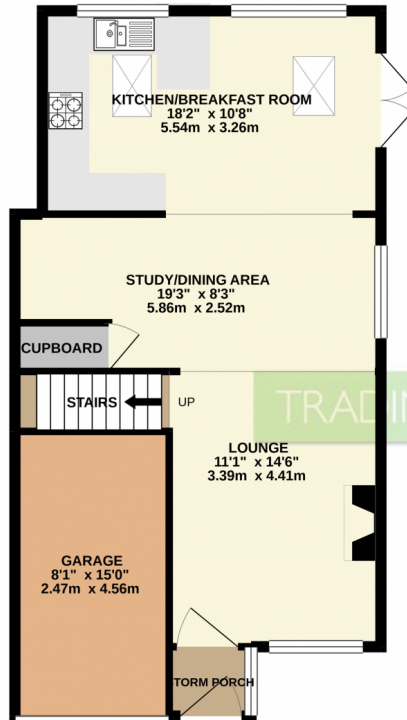 KITCHEN/BREAKFAST ROOM
18'2" x 10'8"
5.54m x 3.26m
STUDY/DINING AREA
19'3" x 8'3"
5.86m x 2.52m
CUPBOARD
STAIRS
UP
TRADIN
LOUNGE
11'1" x 14'6"
3.39m x 4.41m
GARAGE
8'1" x 15'0"
2.47m x 4.56m
TORM PORCH